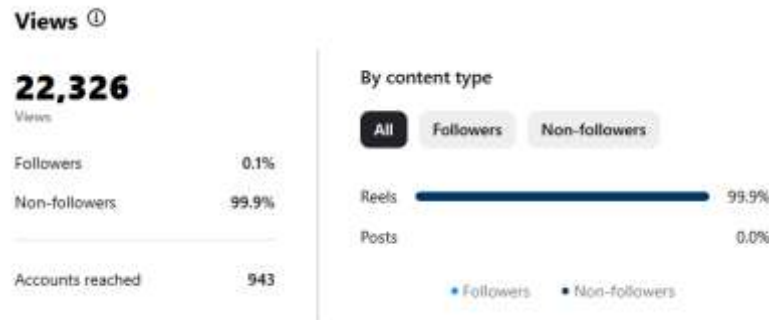 Views
22,326
Views
Followers 0.1%
Non-followers 99.9%
Accounts reached 943
By content type
All Followers Non-followers
Reels 99.9%
Posts 0.0%
Followers Non-followers